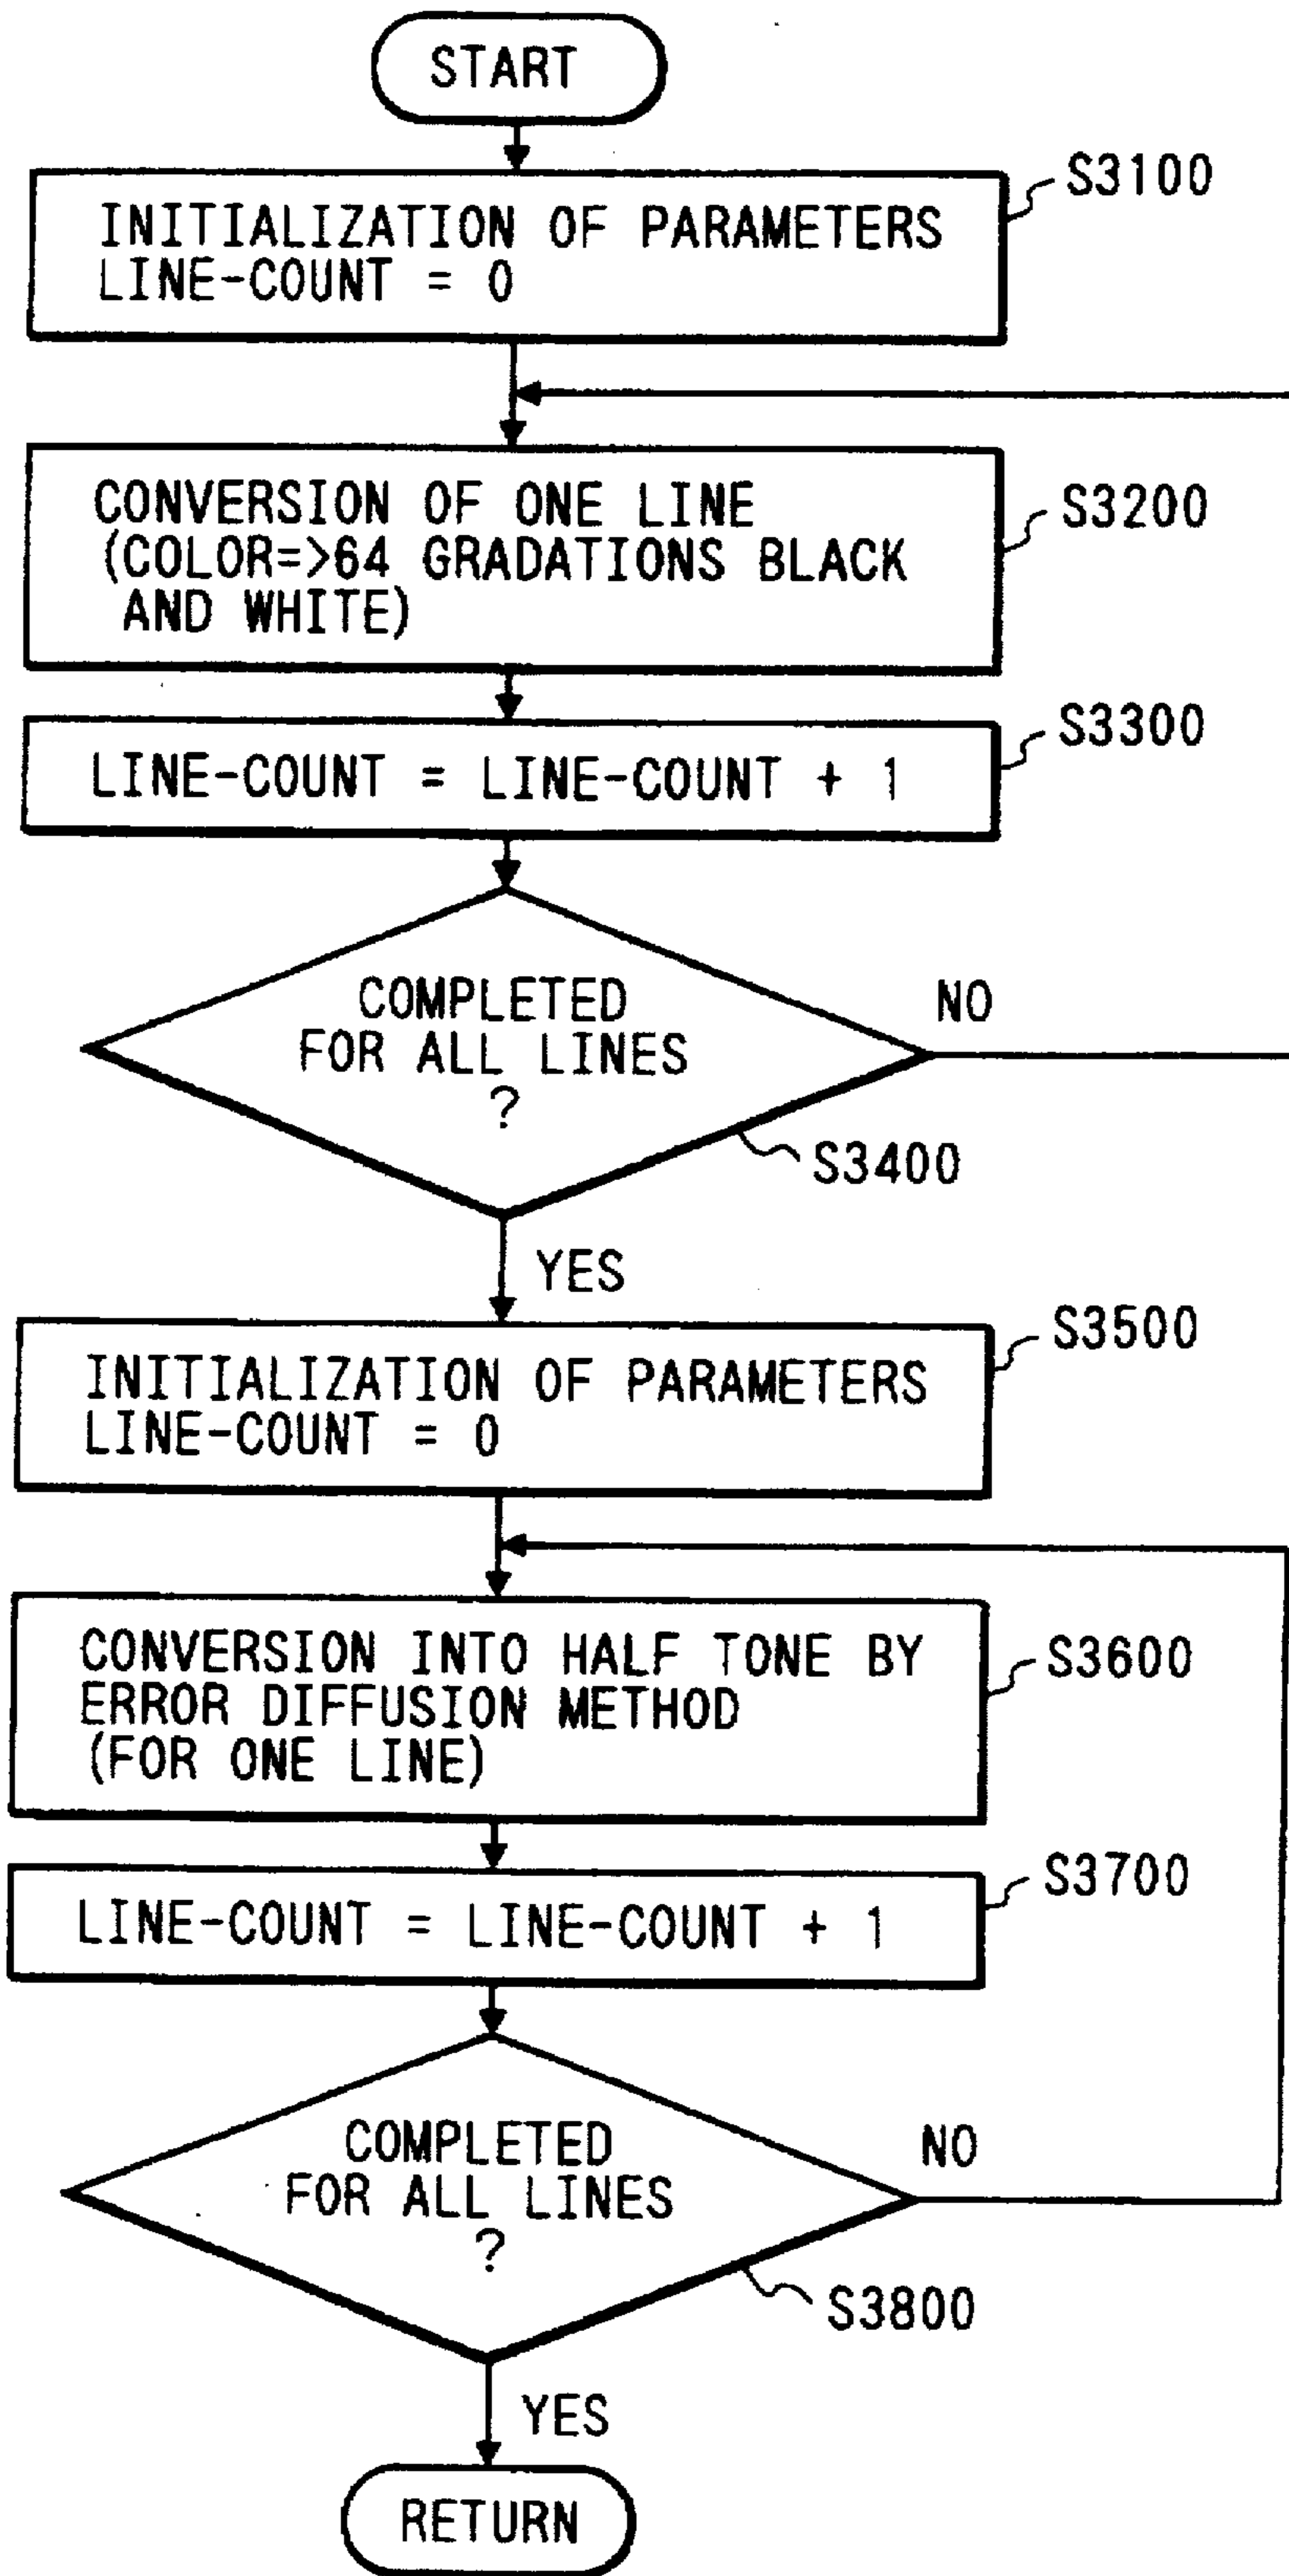 START
S3100
INITIALIZATION OF PARAMETERS
LINE-COUNT = 0
CONVERSION OF ONE LINE
(COLOR=>64 GRADATIONS BLACK
AND WHITE)
S3200
S3300
LINE-COUNT = LINE-COUNT + 1
COMPLETED
FOR ALL LINES
?
NO
S3400
YES
S3500
INITIALIZATION OF PARAMETERS
LINE-COUNT = 0
CONVERSION INTO HALF TONE BY
ERROR DIFFUSION METHOD
(FOR ONE LINE)
S3600
S3700
LINE-COUNT = LINE-COUNT + 1
COMPLETED
FOR ALL LINES
?
NO
S3800
YES
RETURN